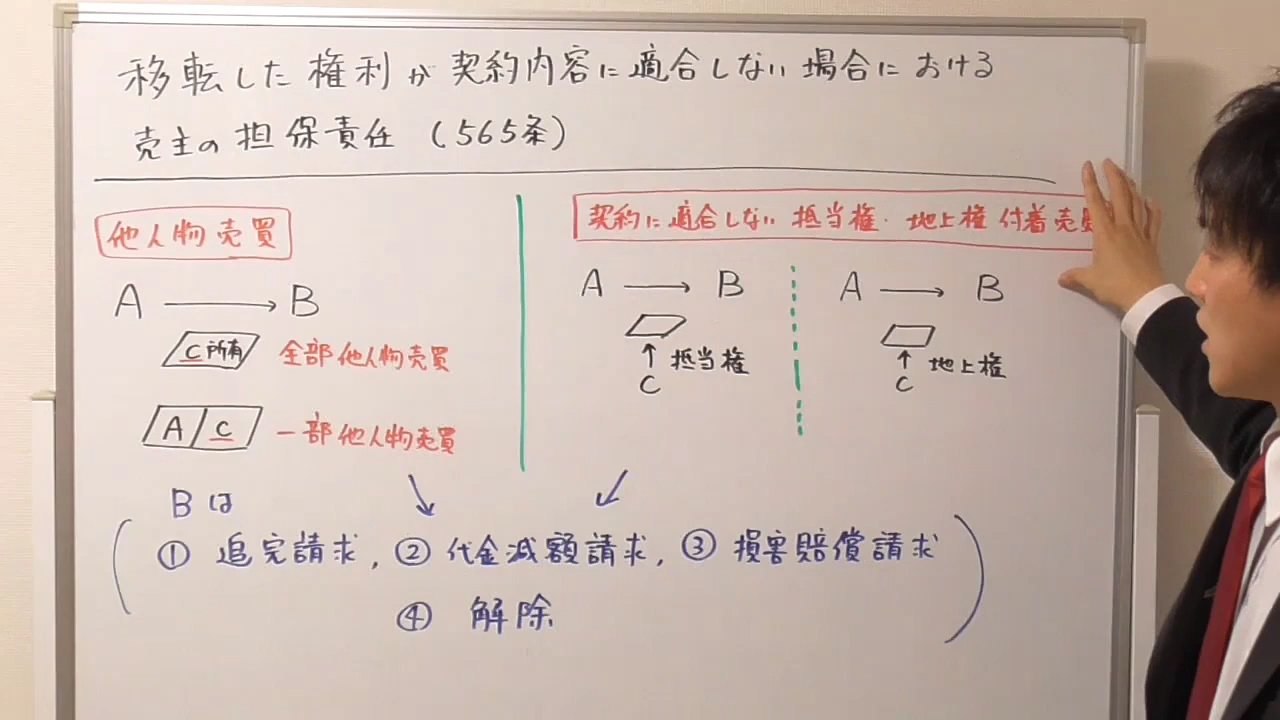 移転した権利が契約内容に適合しない場合における
売主の担保責任（565条）
他人物売買
A → B
C所有 全部他人物売買
A C 一部他人物売買
契約に適合しない抵当権・地上権付着売
A → B
↑ 抵当権
C
A → B
↑ 地上権
C
Bは
① 追完請求, ② 代金減額請求, ③ 損害賠償請求
④ 解除